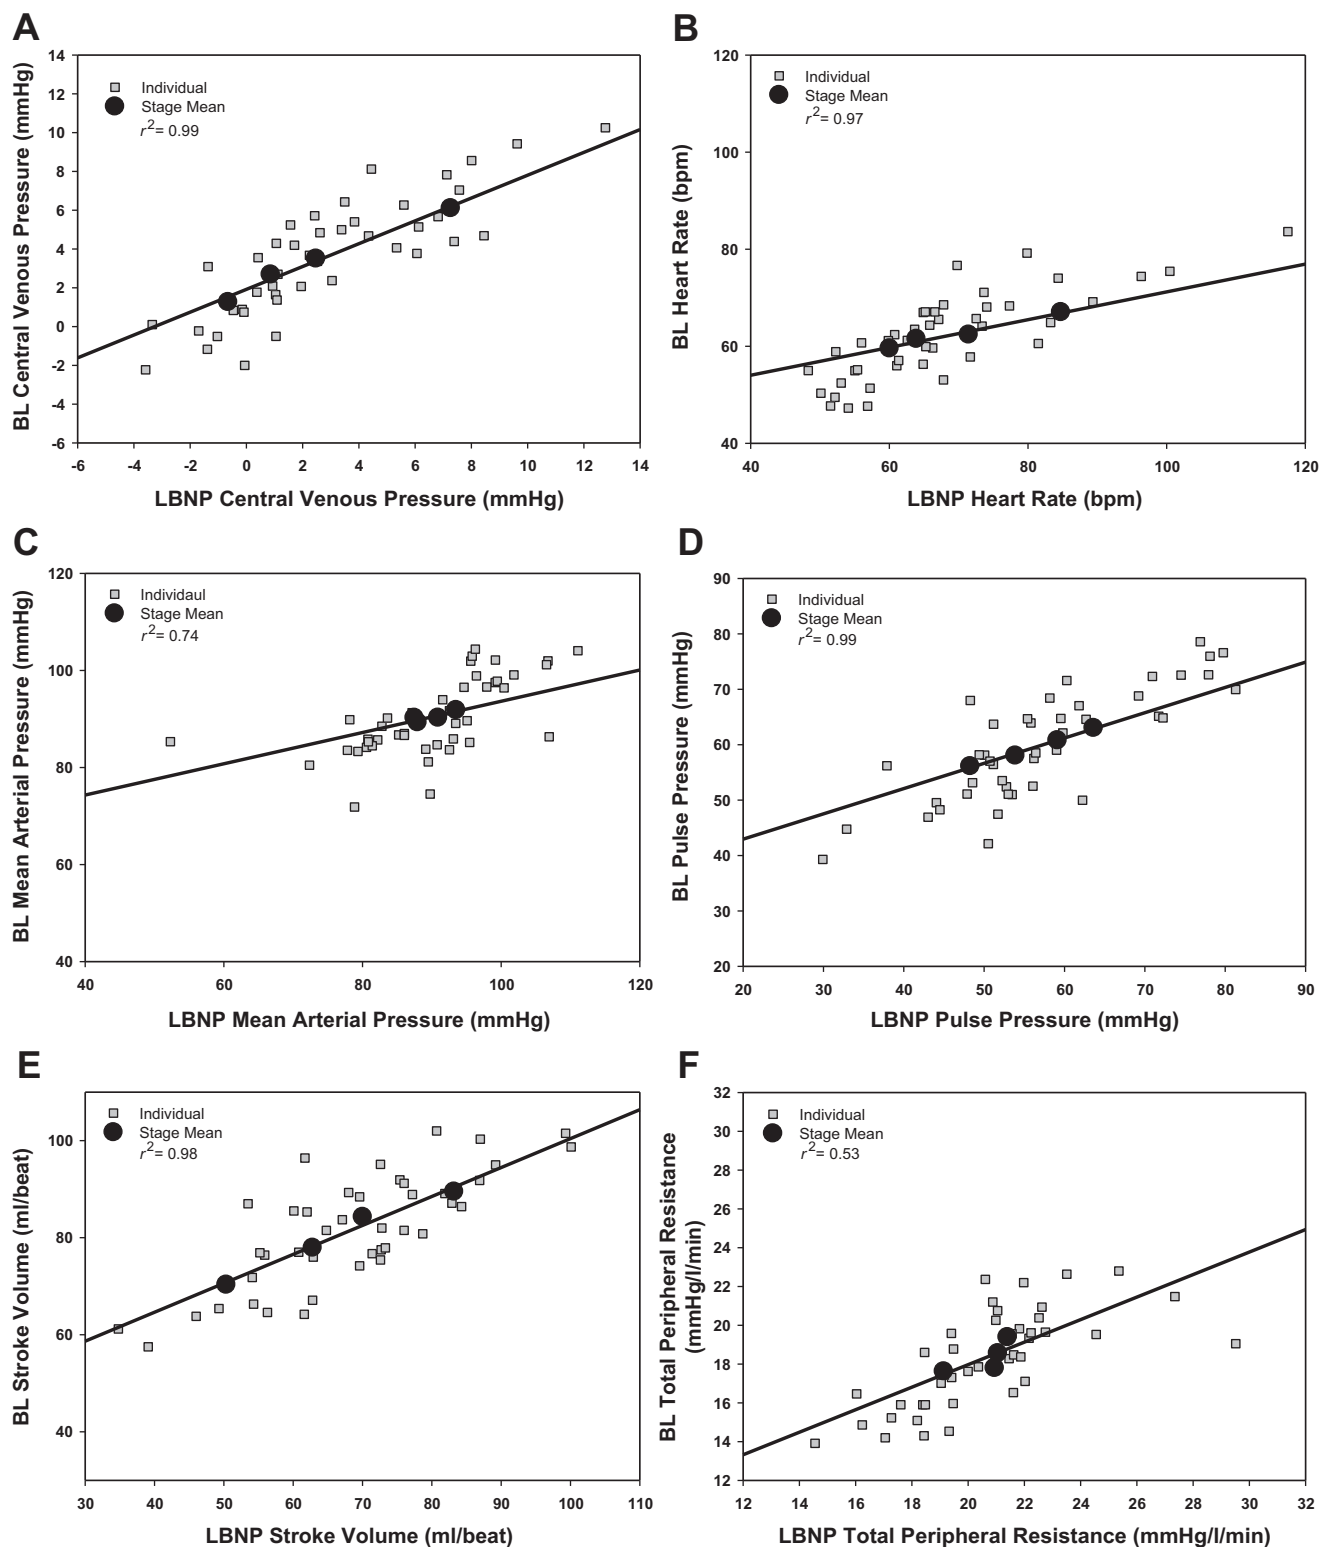 A
BL Central Venous Pressure (mmHg)
14
12
10
8
6
4
2
0
-2
-4
-6
Individual
Stage Mean
r2= 0.99
-6 -4 -2 0 2 4 6 8 10 12 14
LBNP Central Venous Pressure (mmHg)
B
BL Heart Rate (bpm)
120
100
80
60
40
Individual
Stage Mean
r2= 0.97
40 60 80 100 120
LBNP Heart Rate (bpm)
C
BL Mean Arterial Pressure (mmHg)
120
100
80
60
40
Individaul
Stage Mean
r2= 0.74
40 60 80 100 120
LBNP Mean Arterial Pressure (mmHg)
D
BL Pulse Pressure (mmHg)
90
80
70
60
50
40
30
20
Individual
Stage Mean
r2= 0.99
20 30 40 50 60 70 80 90
LBNP Pulse Pressure (mmHg)
E
BL Stroke Volume (ml/beat)
100
80
60
40
Individual
Stage Mean
r2= 0.98
30 40 50 60 70 80 90 100 110
LBNP Stroke Volume (ml/beat)
F
BL Total Peripheral Resistance
(mmHg/l/min)
32
30
28
26
24
22
20
18
16
14
12
Individual
Stage Mean
r2= 0.53
12 14 16 18 20 22 24 26 28 30 32
LBNP Total Peripheral Resistance (mmHg/l/min)